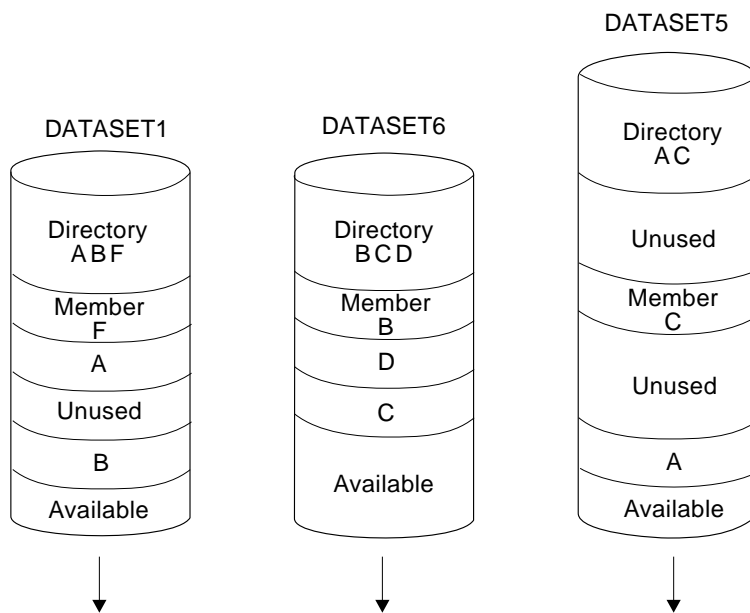 DATASET1
Directory
A B F
Member
F
A
Unused
B
Available
DATASET6
Directory
B C D
Member
B
D
C
Available
DATASET5
Directory
A C
Unused
Member
C
Unused
A
Available